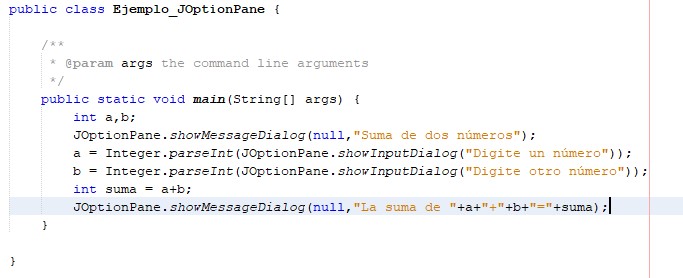 public class Ejemplo_JOptionPane {
/**
* @param args the command line arguments
*/
public static void main(String[] args) {
int a,b;
JOptionPane.showMessageDialog(null,"Suma de dos números");
a = Integer.parseInt(JOptionPane.showInputDialog("Digite un número"));
b = Integer.parseInt(JOptionPane.showInputDialog("Digite otro número"));
int suma = a+b;
JOptionPane.showMessageDialog(null,"La suma de "+a+"+"+b+"="+suma);
}
}